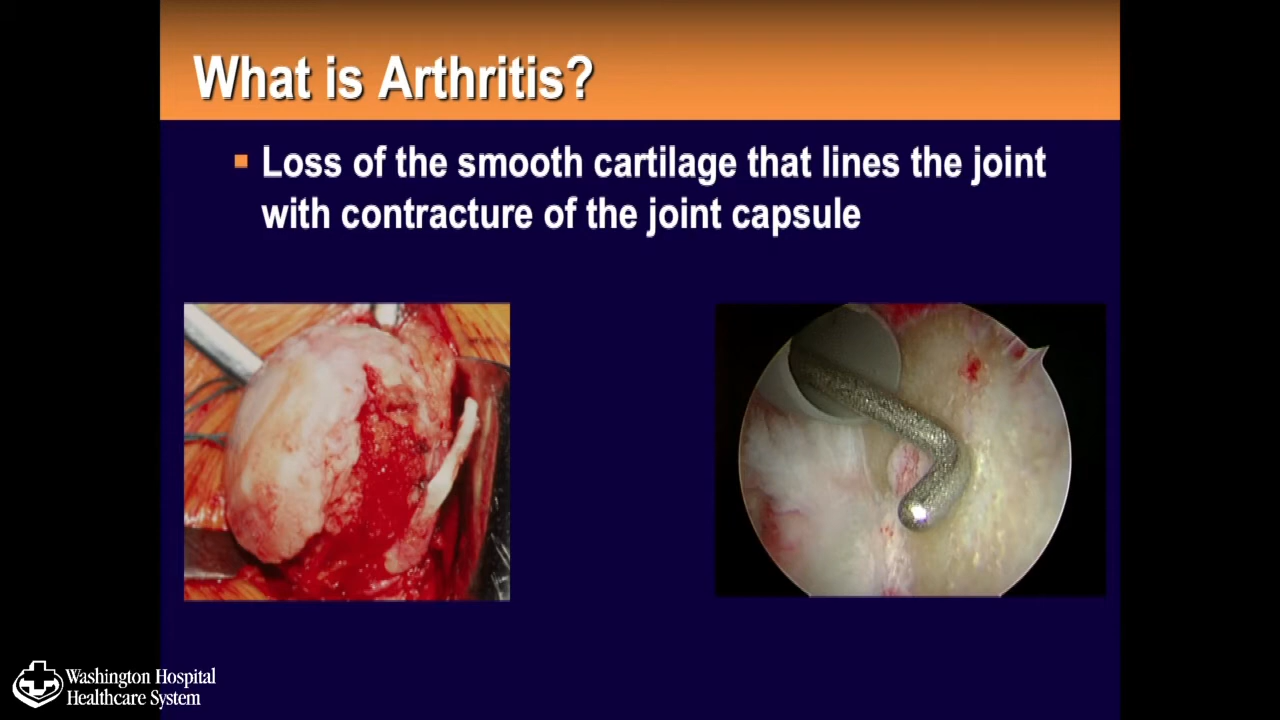 What is Arthritis?
Loss of the smooth cartilage that lines the joint
with contracture of the joint capsule
Washington Hospital
Healthcare System